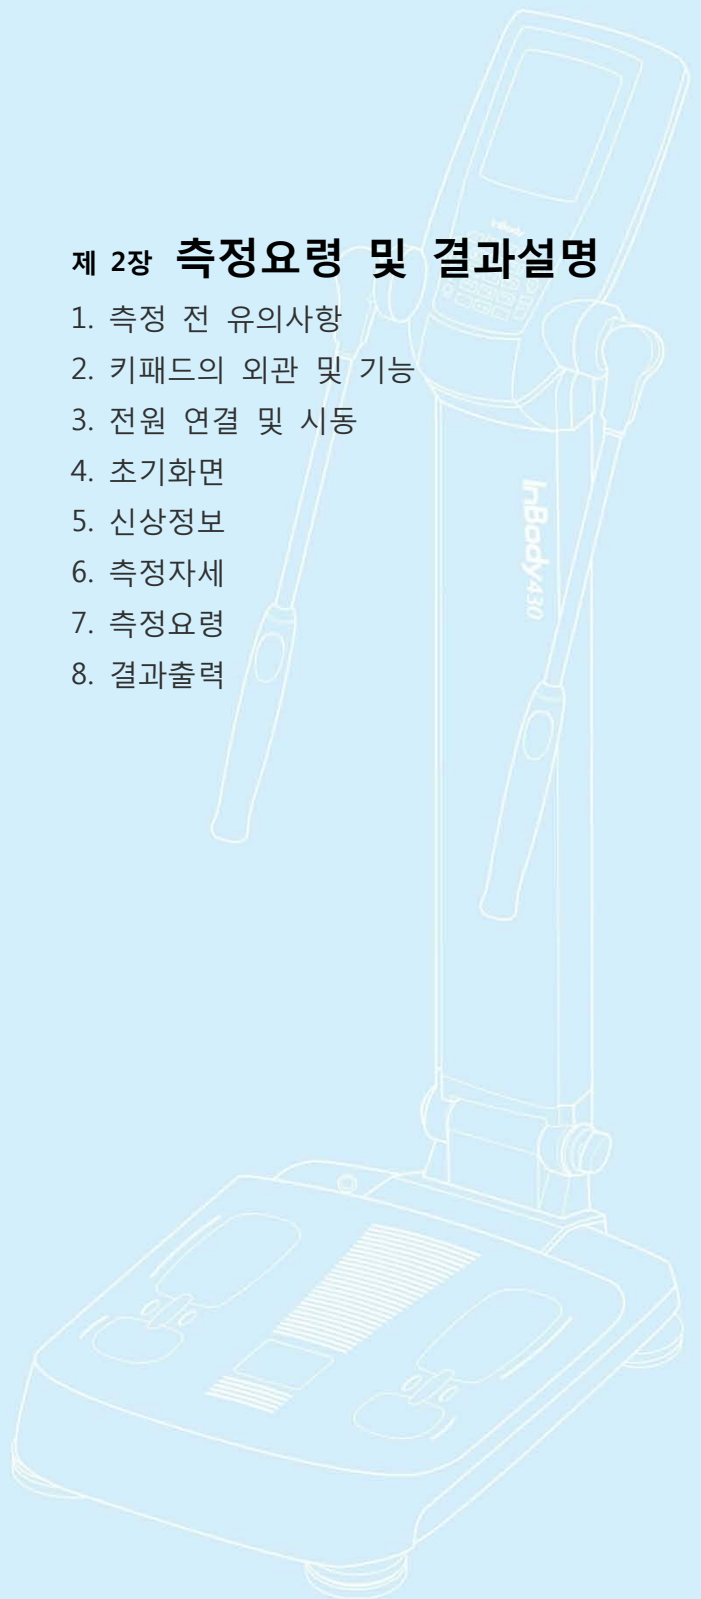 제 2장 측정요령 및 결과설명
1. 측정 전 유의사항
2. 키패드의 외관 및 기능
3. 전원 연결 및 시동
4. 초기화면
5. 신상정보
6. 측정자세
7. 측정요령
8. 결과출력
InBody
InBody430